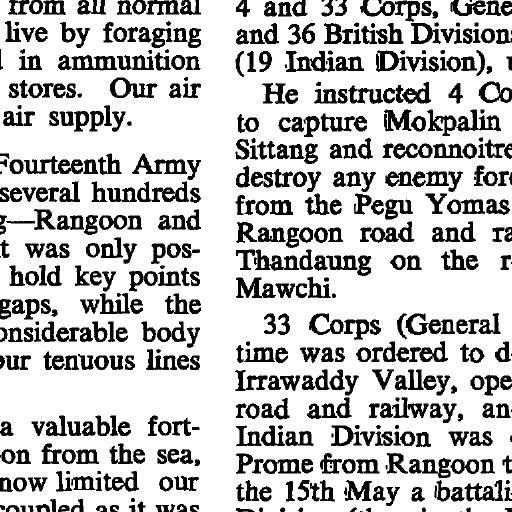 from all normal
live by foraging
in ammunition
stores. Our air
air supply.
Fourteenth Army
several hundreds
—Rangoon and
t was only pos-
hold key points
gaps, while the
onsiderable body
our tenuous lines
a valuable fort-
on from the sea,
now limited our
coupled as it was
4 and 33 Corps, Gene
and 36 British Divisions
(19 Indian Division),
He instructed 4 Co
to capture Mokpalin
Sittang and reconnoitre
destroy any enemy for
from the Pegu Yomas
Rangoon road and ra
Thandaung on the r
Mawchi.
33 Corps (General
time was ordered to d
Irrawaddy Valley, ope
road and railway, an
Indian Division was
Prome from Rangoon t
the 15th May a battali